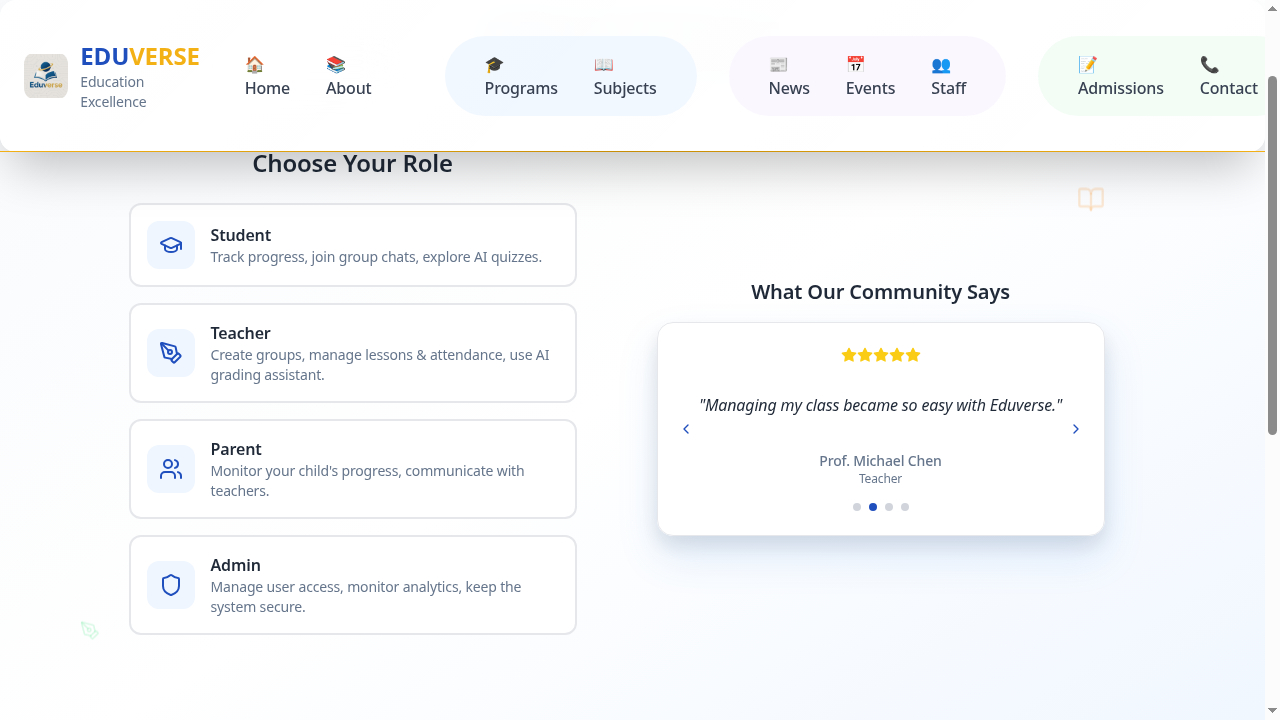 EDUVERSE
Education
Excellence
Eduverse
Home
About
Programs
Subjects
News
Events
Staff
Admissions
Contact
Choose Your Role
Student
Track progress, join group chats, explore AI quizzes.
Teacher
Create groups, manage lessons & attendance, use AI
grading assistant.
Parent
Monitor your child's progress, communicate with
teachers.
Admin
Manage user access, monitor analytics, keep the
system secure.
What Our Community Says
"Managing my class became so easy with Eduverse."
Prof. Michael Chen
Teacher